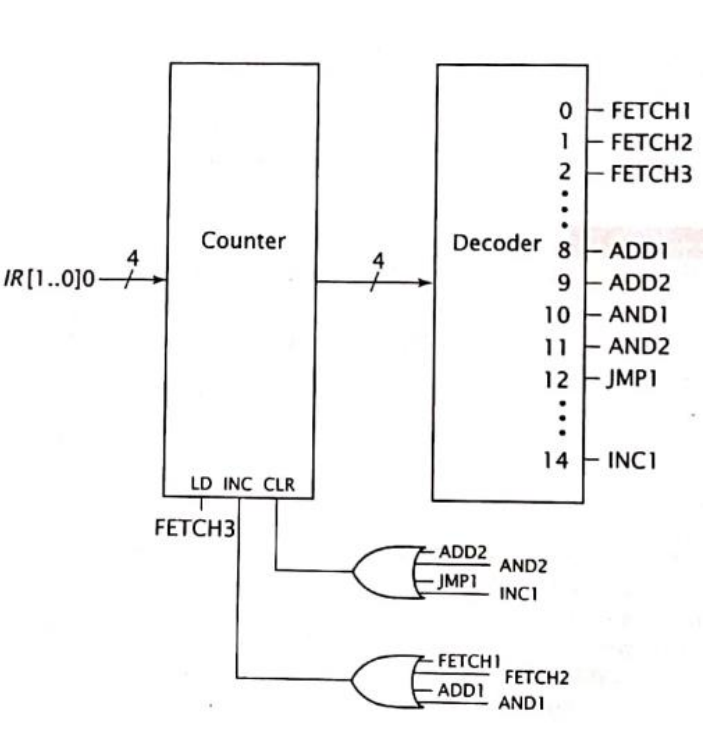 0 FETCH1
1 FETCH2
2 FETCH3
Counter
Decoder
8 ADD1
9 ADD2
10 AND1
11 AND2
12 JMP1
14 INC1
IR[1..0]0
4
4
LD INC CLR
FETCH3
ADD2
AND2
JMP1
INC1
FETCH1
FETCH2
ADD1
AND1